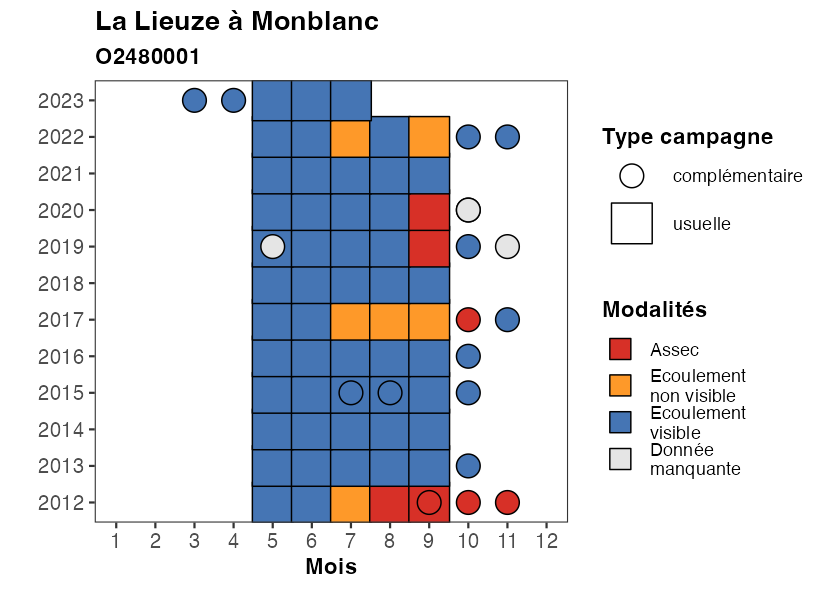 La Lieuze à Monblanc
O2480001
2023
2022
2021
2020
2019
2018
2017
2016
2015
2014
2013
2012
1 2 3 4 5 6 7 8 9 10 11 12
Mois
Type campagne
complémentaire
usuelle
Modalités
Assec
Ecoulement
non visible
Ecoulement
visible
Donnée
manquante